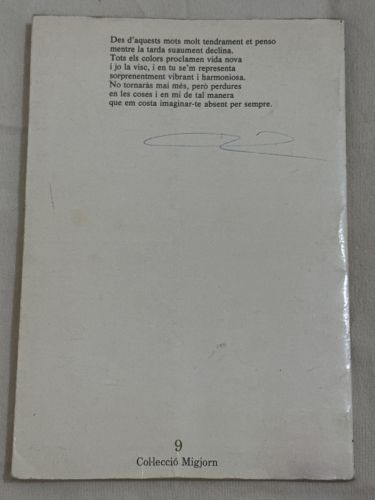 Des d'aquests mots molt tendrament et penso
mentre la tarda suaument declina.
Tots els colors proclamen vida nova
i jo la visc, i en tu se'm representa
sorprenentment vibrant i harmoniosa.
No tornaràs mai més, però perdures
en les coses i en mi de tal manera
que em costa imaginar-te absent per sempre.
9
Col·lecció Migjorn